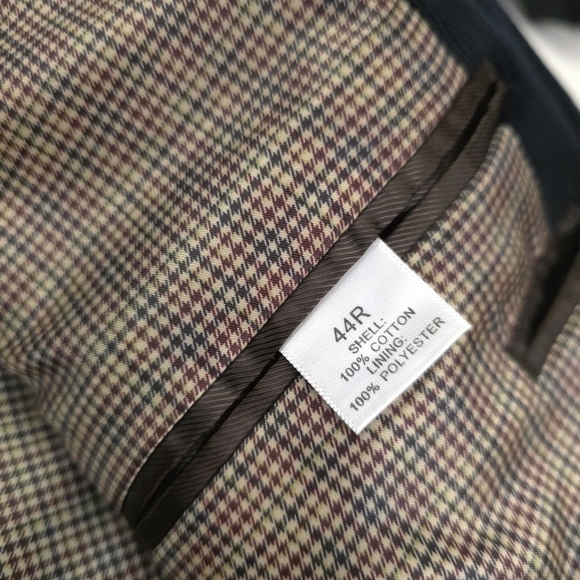 44R
SHELL:
100% COTTON
LINING:
100% POLYESTER